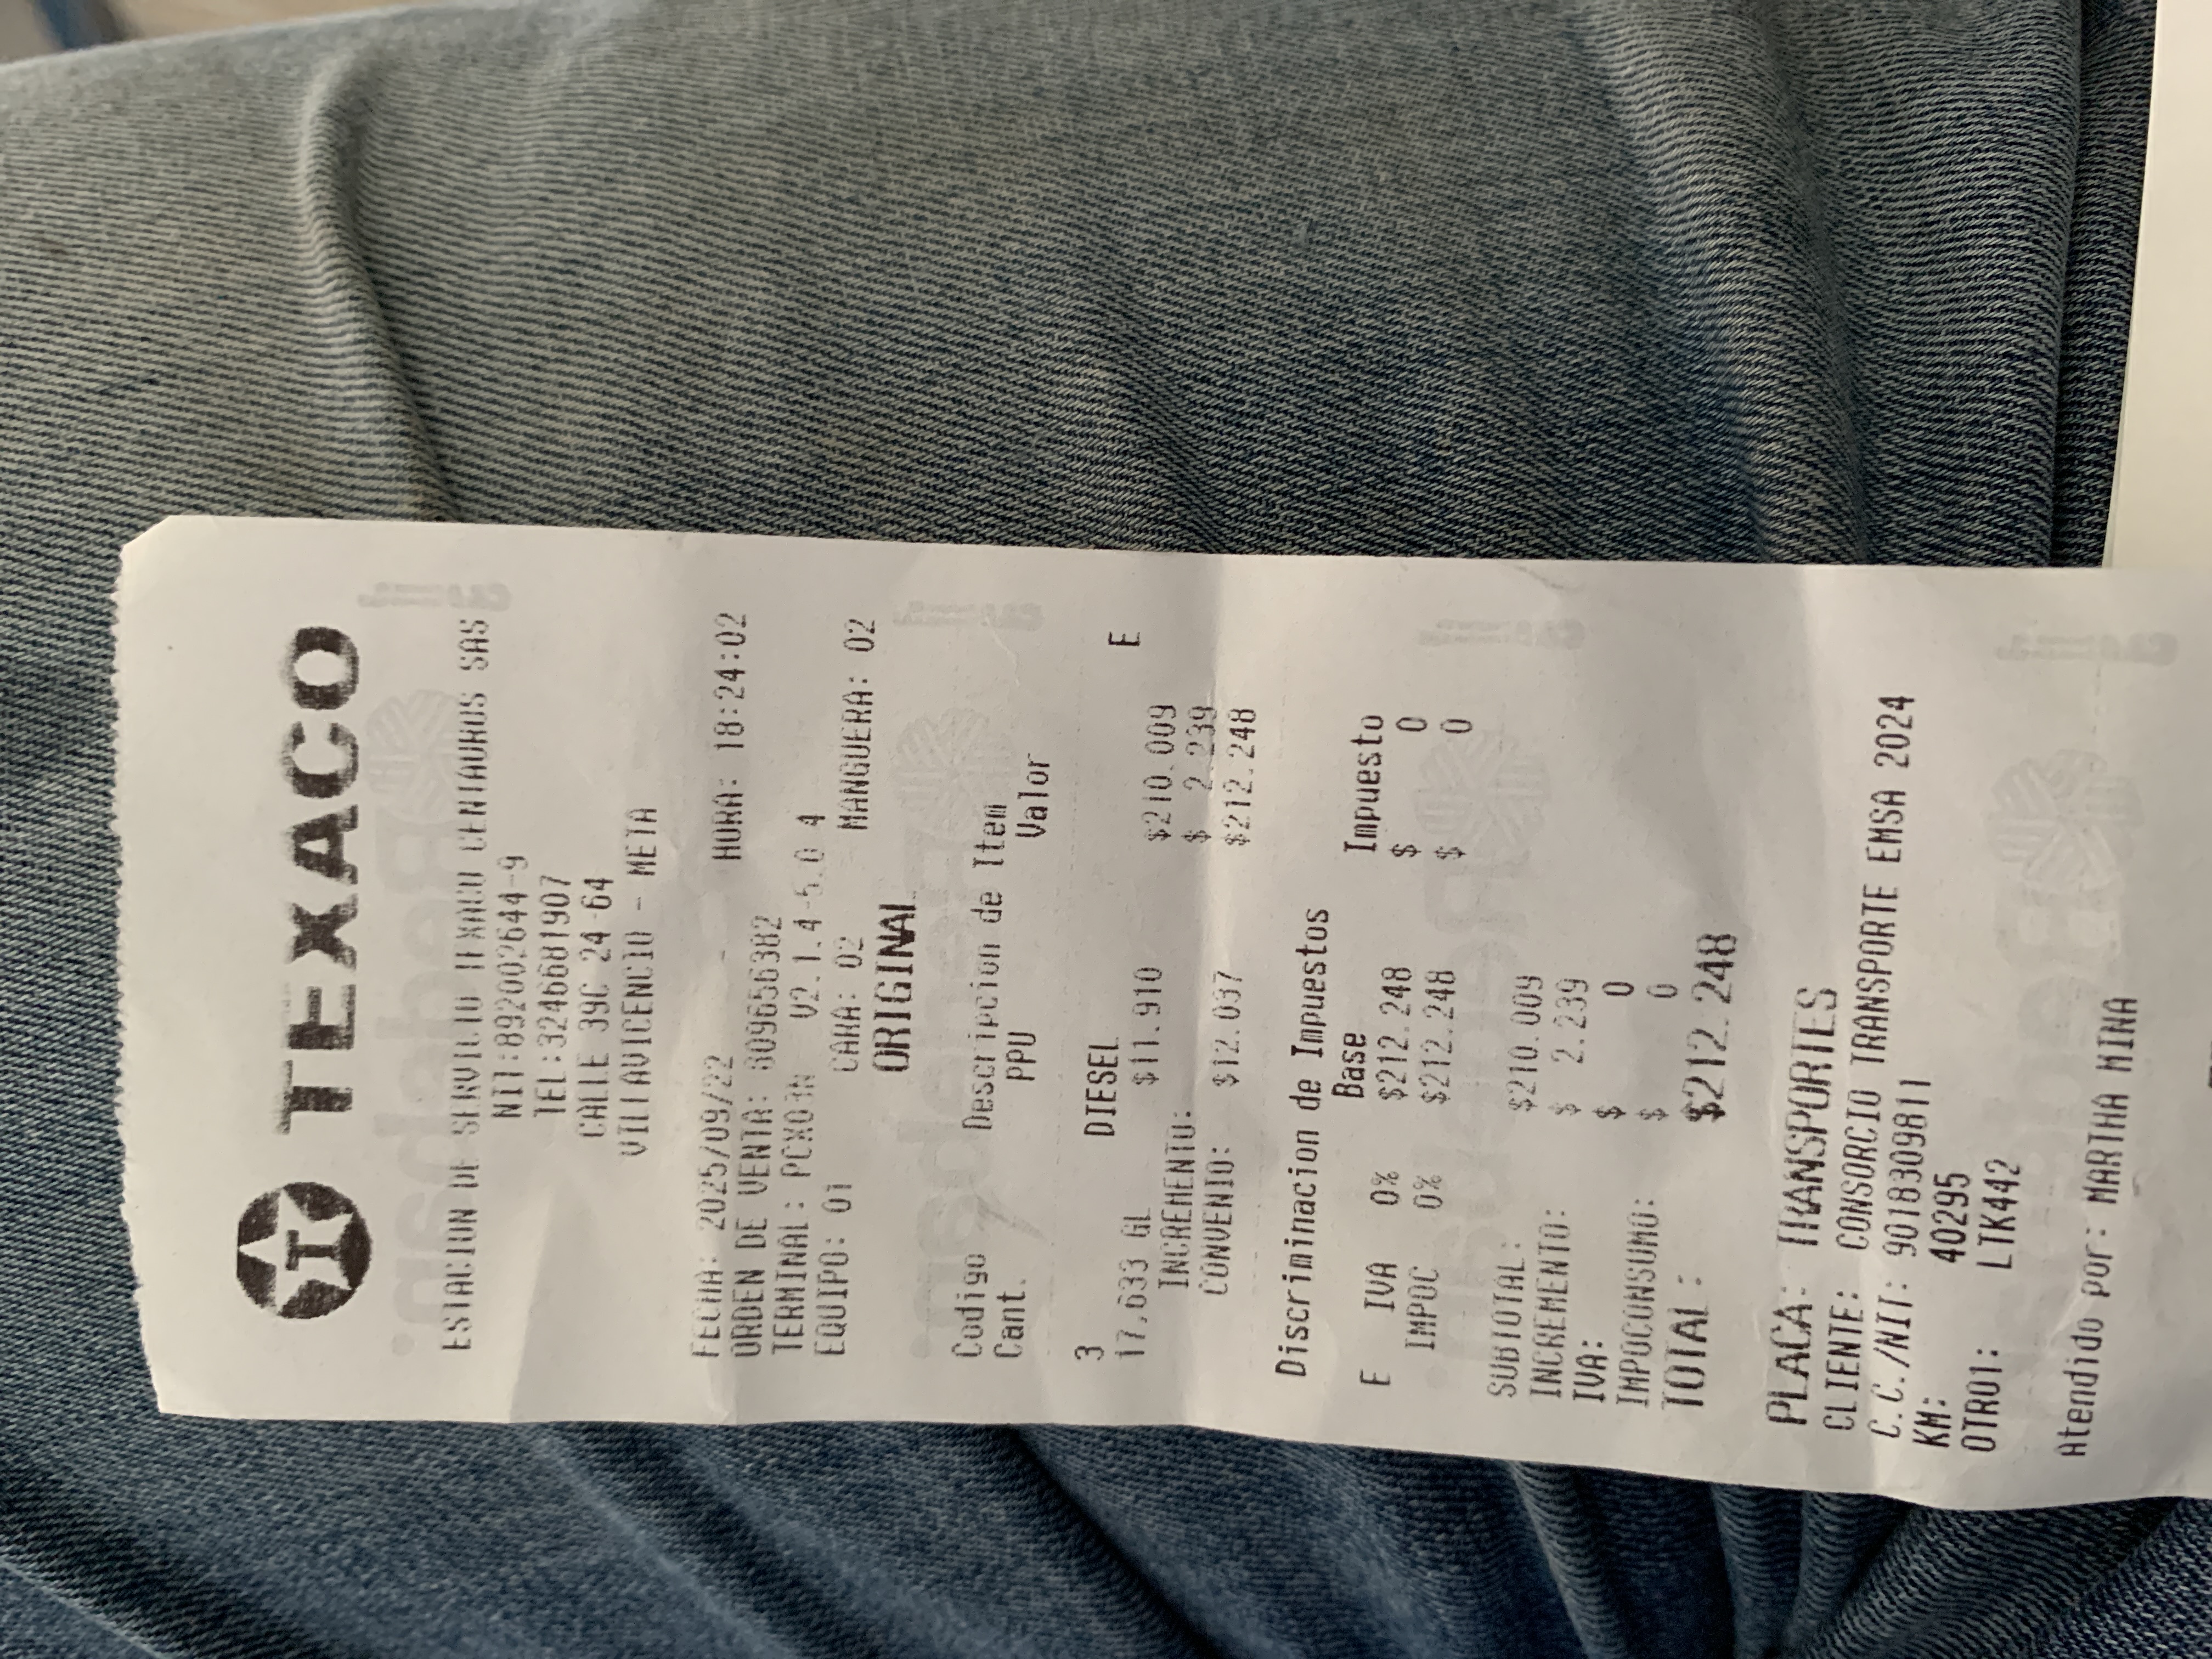 TEXACO
ESTACION DE SERVICIO TEXACO CENTAURUS SAS
NIT:892002644-9
TEL:3246681907
CALLE 39C 24-64
VILLAVICENCIO - META
FECHA: 2025/09/22 - HORA: 18:24:02
ORDEN DE VENTA:
TERMINAL: V2.1.4-5.0 4
EQUIPO: 01 CARA: 02 MANGUERA: 02
ORIGINAL
Codigo Descripcion de Item
Cant. PPU Valor
3 DIESEL E
17.633 GL $11.910 $210.009
INCREMENTO: $ 2.239
CONVENIO: $12.037 $212.248
Discriminacion de Impuestos
Base Impuesto
E IVA 0% $212.248 $ 0
IMPOC 0% $212.248 $ 0
SUBTOTAL: $210.009
INCREMENTO: $ 2.239
IVA: $ 0
IMPOCONSUMO: $ 0
TOTAL: $212.248
PLACA: TRANSPORTES
CLIENTE: CONSORCIO TRANSPORTE EMSA 2024
C.C./NIT: 9018309811
KM: 40295
OTRO1: LTK442
Atendido por: MARTHA MINA